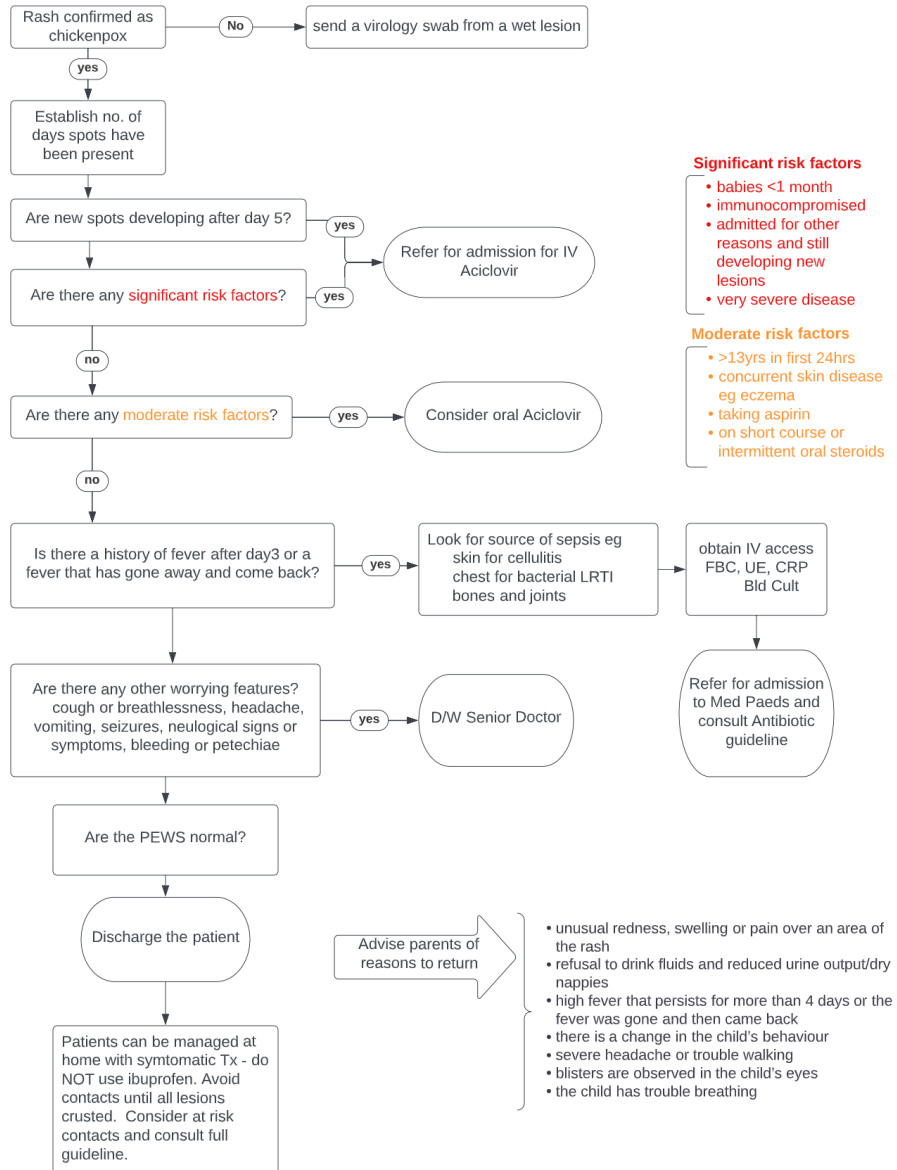 Rash confirmed as
chickenpox
No
send a virology swab from a wet lesion
yes
Establish no. of
days spots have
been present
Significant risk factors
• babies <1 month
• immunocompromised
• admitted for other
reasons and still
developing new
lesions
• very severe disease
Are new spots developing after day 5?
yes
Refer for admission for IV
Aciclovir
Are there any significant risk factors?
yes
no
Moderate risk factors
• >13yrs in first 24hrs
• concurrent skin disease
eg eczema
• taking aspirin
• on short course or
intermittent oral steroids
Are there any moderate risk factors?
yes
Consider oral Aciclovir
no
Is there a history of fever after day3 or a
fever that has gone away and come back?
yes
Look for source of sepsis eg
skin for cellulitis
chest for bacterial LRTI
bones and joints
obtain IV access
FBC, UE, CRP
Bld Cult
Refer for admission
to Med Paeds and
consult Antibiotic
guideline
Are there any other worrying features?
cough or breathlessness, headache,
vomiting, seizures, neulogical signs or
symptoms, bleeding or petechiae
yes
D/W Senior Doctor
Are the PEWS normal?
Discharge the patient
Advise parents of
reasons to return
• unusual redness, swelling or pain over an area of
the rash
• refusal to drink fluids and reduced urine output/dry
nappies
• high fever that persists for more than 4 days or the
fever was gone and then came back
• there is a change in the child's behaviour
• severe headache or trouble walking
• blisters are observed in the child's eyes
• the child has trouble breathing
Patients can be managed at
home with symtomatic Tx - do
NOT use ibuprofen. Avoid
contacts until all lesions
crusted.  Consider at risk
contacts and consult full
guideline.